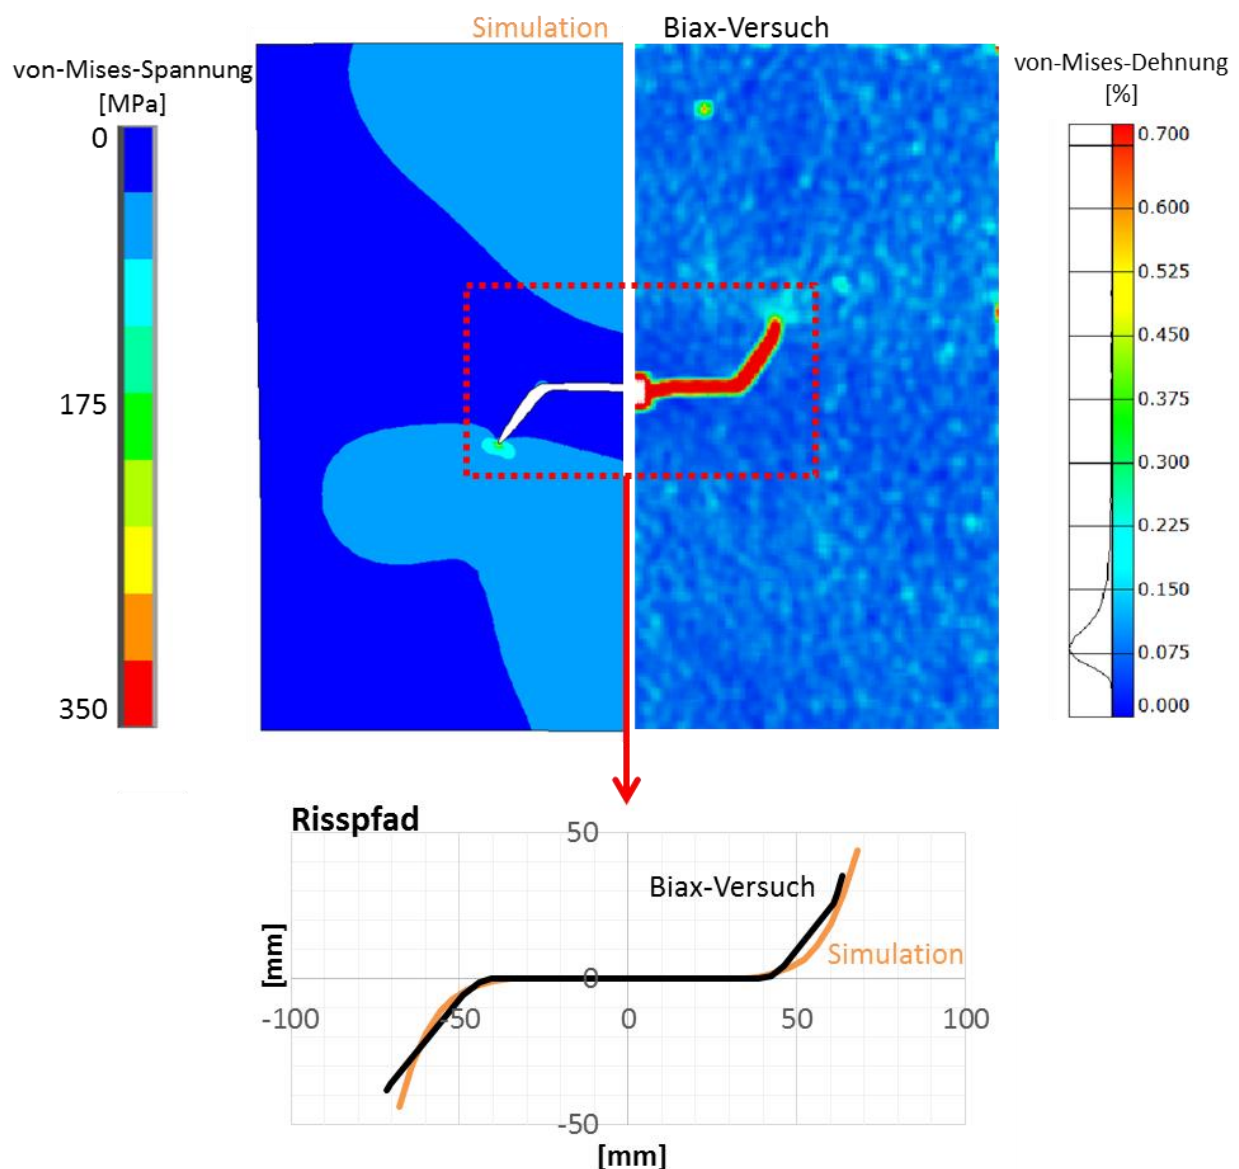 Simulation
Biax-Versuch
von-Mises-Spannung
[MPa]
0
175
350
von-Mises-Dehnung
[%]
0.700
0.600
0.525
0.450
0.375
0.300
0.225
0.150
0.075
0.000
Risspfad
50
Biax-Versuch
[mm]
Simulation
0
-100
-50
0
50
100
-50
[mm]